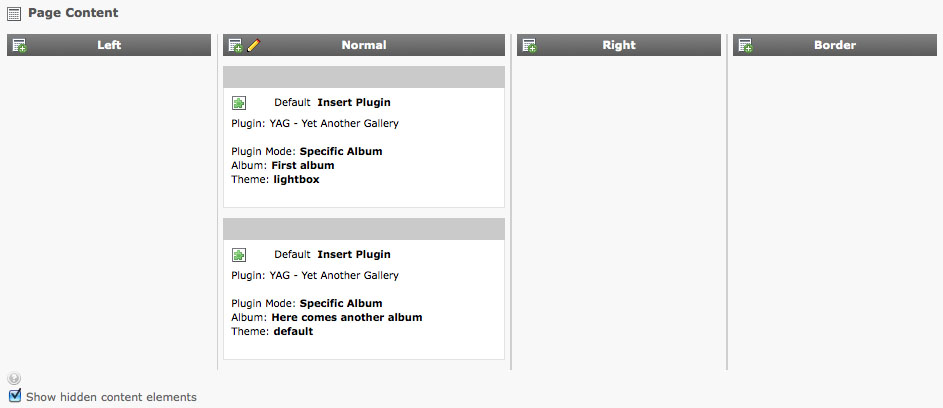 Page Content
Left
Normal
Right
Border
Default Insert Plugin
Plugin: YAG - Yet Another Gallery
Plugin Mode: Specific Album
Album: First album
Theme: lightbox
Default Insert Plugin
Plugin: YAG - Yet Another Gallery
Plugin Mode: Specific Album
Album: Here comes another album
Theme: default
?
Show hidden content elements